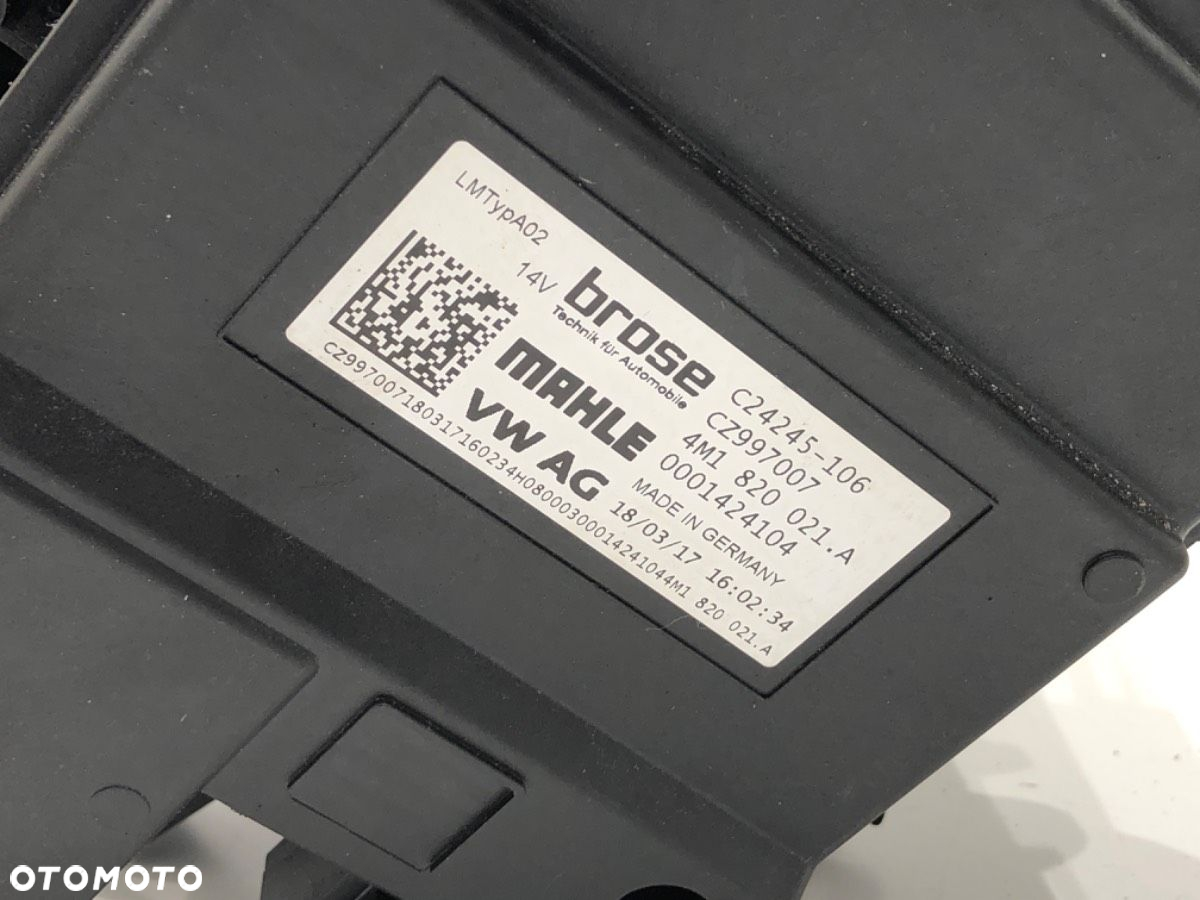 LMTypA02
14V
brose
Technik für Automobile
MAHLE
VW AG
C24245-106
CZ997007
4M1 820 021.A
0001424104
MADE IN GERMANY
18/03/17 16:02:34
CZ997007180317160234H08000300014241044M1 820 021.A
OTOMOTO